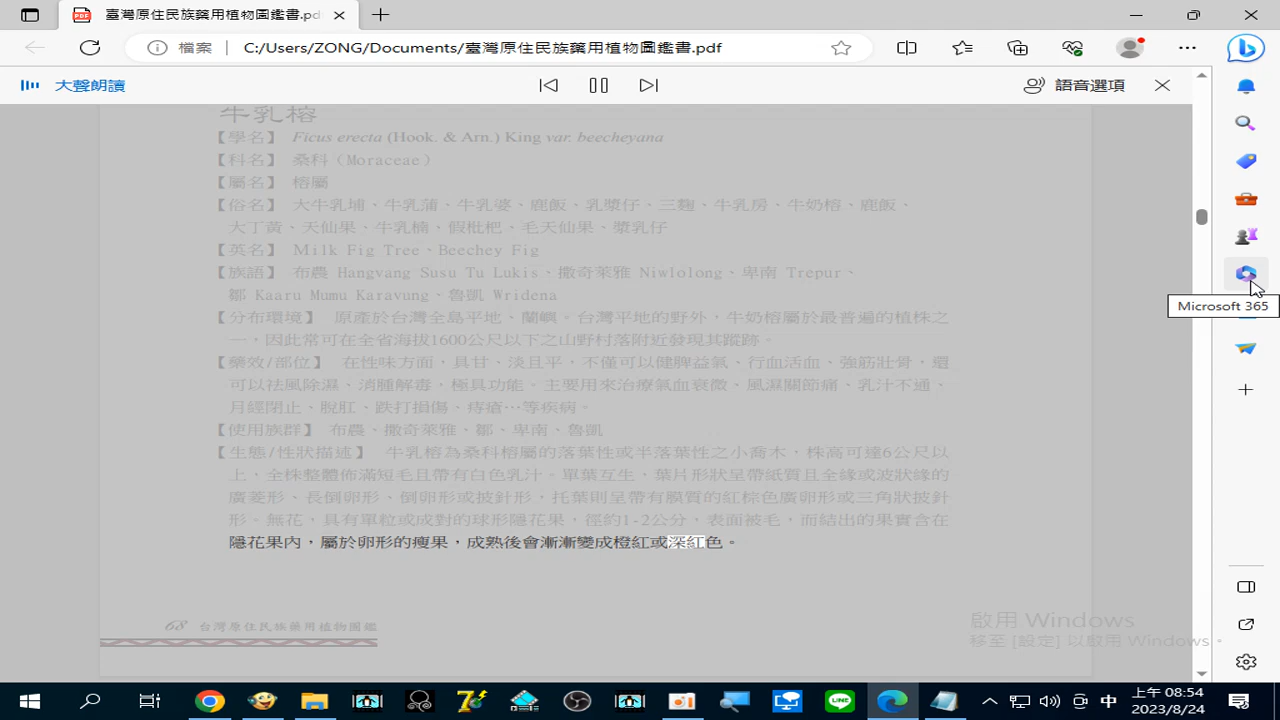 臺灣原住民族藥用植物圖鑑書.pdf
檔案 C:/Users/ZONG/Documents/臺灣原住民族藥用植物圖鑑書.pdf
大聲朗讀
語音選項
牛乳榕
【學名】 Ficus erecta (Hook. & Arn.) King var. beecheyana
【科名】 桑科（Moraceae）
【屬名】 榕屬
【俗名】 大牛乳埔、牛乳蒲、牛乳婆、鹿飯、乳漿仔、三麴、牛乳房、牛奶榕、鹿飯、
大丁黃、天仙果、牛乳楠、假枇杷、毛天仙果、漿乳仔
【英名】 Milk Fig Tree、Beechey Fig
【族語】 布農 Hangvang Susu Tu Lukis、撒奇萊雅 Niwlolong、卑南 Trepur、
鄒 Kaaru Mumu Karavung、魯凱 Wridena
【分布環境】 原產於台灣全島平地、蘭嶼，台灣平地的野外，牛奶榕屬於最普遍的植株之
一，因此常可在全省海拔1600公尺以下之山野村落附近發現其蹤跡。
【藥效/部位】 在性味方面，具甘、淡且平，不僅可以健脾益氣、行血活血、強筋壯骨，還
可以祛風除濕、消腫解毒，極具功能。主要用來治療氣血衰微、風濕關節痛、乳汁不通、
月經閉止、脫肛、跌打損傷，痔瘡…等疾病。
【使用族群】 布農、撒奇萊雅、鄒、卑南、魯凱
【生態/性狀描述】 牛乳榕為桑科榕屬的落葉性或半落葉性之小喬木，株高可達6公尺以
上，全株整體佈滿短毛且帶有白色乳汁。單葉互生，葉片形狀呈帶紙質且全緣或波狀緣的
廣菱形、長倒卵形、倒卵形或披針形，托葉則呈帶有膜質的紅棕色廣卵形或三角狀披針
形。無花，具有單粒或成對的球形隱花果，徑約1-2公分，表面被毛，而結出的果實含在
隱花果內，屬於卵形的瘦果，成熟後會漸漸變成橙紅或深紅色。
68 台灣原住民族藥用植物圖鑑
Microsoft 365
啟用 Windows
移至 [設定] 以啟用 Windows。
中
上午 08:54
2023/8/24